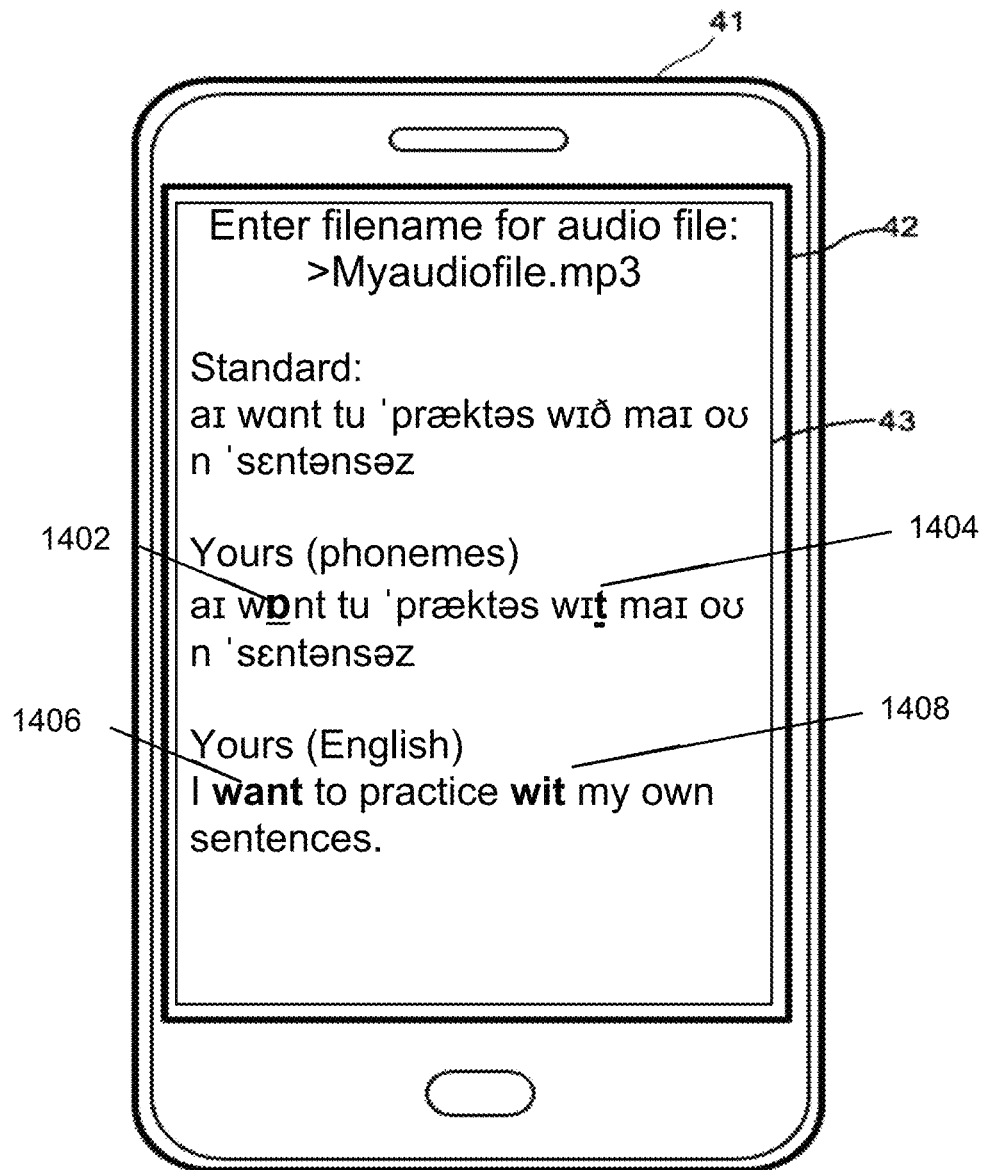 41
Enter filename for audio file:
42
>Myaudiofile.mp3
Standard:
aɪ wɑnt tu ˈpræktəs wɪð maɪ oʊ
43
n ˈsɛntənsəz
1402
1404
Yours (phonemes)
aɪ wɒnt tu ˈpræktəs wɪt maɪ oʊ
n ˈsɛntənsəz
1406
1408
Yours (English)
I want to practice wit my own
sentences.